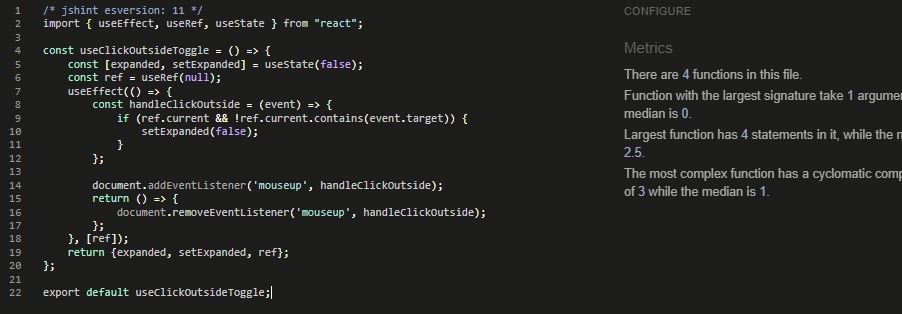 1 /* jshint esversion: 11 */
2 import { useEffect, useRef, useState } from "react";
3
4 const useClickOutsideToggle = () => {
5     const [expanded, setExpanded] = useState(false);
6     const ref = useRef(null);
7     useEffect(() => {
8         const handleClickOutside = (event) => {
9             if (ref.current && !ref.current.contains(event.target)) {
10                 setExpanded(false);
11             }
12         };
13
14         document.addEventListener('mouseup', handleClickOutside);
15         return () => {
16             document.removeEventListener('mouseup', handleClickOutside);
17         };
18     }, [ref]);
19     return {expanded, setExpanded, ref};
20 };
21
22 export default useClickOutsideToggle;
CONFIGURE
Metrics
There are 4 functions in this file.
Function with the largest signature take 1
median is 0.
Largest function has 4 statements in it, while the
2.5.
The most complex function has a cyclomatic
of 3 while the median is 1.